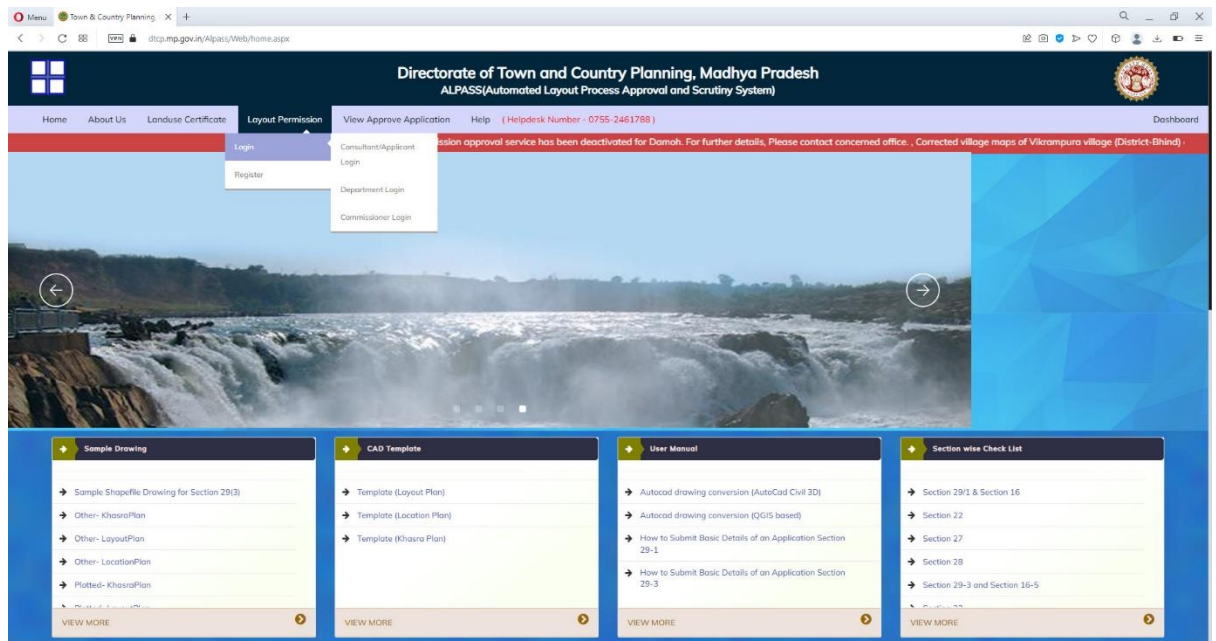 Menu
Town & Country Planning,
VPN
dtcp.mp.gov.in/Alpass/Web/home.aspx
Directorate of Town and Country Planning, Madhya Pradesh
ALPASS(Automated Layout Process Approval and Scrutiny System)
Home About Us Landuse Certificate Layout Permission View Approve Application Help ( Helpdesk Number - 0755-2461788 ) Dashboard
ission approval service has been deactivated for Damoh. For further details, Please contact concerned office. , Corrected village maps of Vikrampura village (District-Bhind)
Login
Register
Consultant/Applicant
Login
Department Login
Commissioner Login
Sample Drawing
Sample Shapefile Drawing for Section 29(3)
Other- KhasraPlan
Other- LayoutPlan
Other- LocationPlan
Plotted- KhasraPlan
VIEW MORE
CAD Template
Template (Layout Plan)
Template (Location Plan)
Template (Khasra Plan)
VIEW MORE
User Manual
Autocad drawing conversion (AutoCad Civil 3D)
Autocad drawing conversion (QGIS based)
How to Submit Basic Details of an Application Section
29-1
How to Submit Basic Details of an Application Section
29-3
VIEW MORE
Section wise Check List
Section 29/1 & Section 16
Section 22
Section 27
Section 28
Section 29-3 and Section 16-5
VIEW MORE